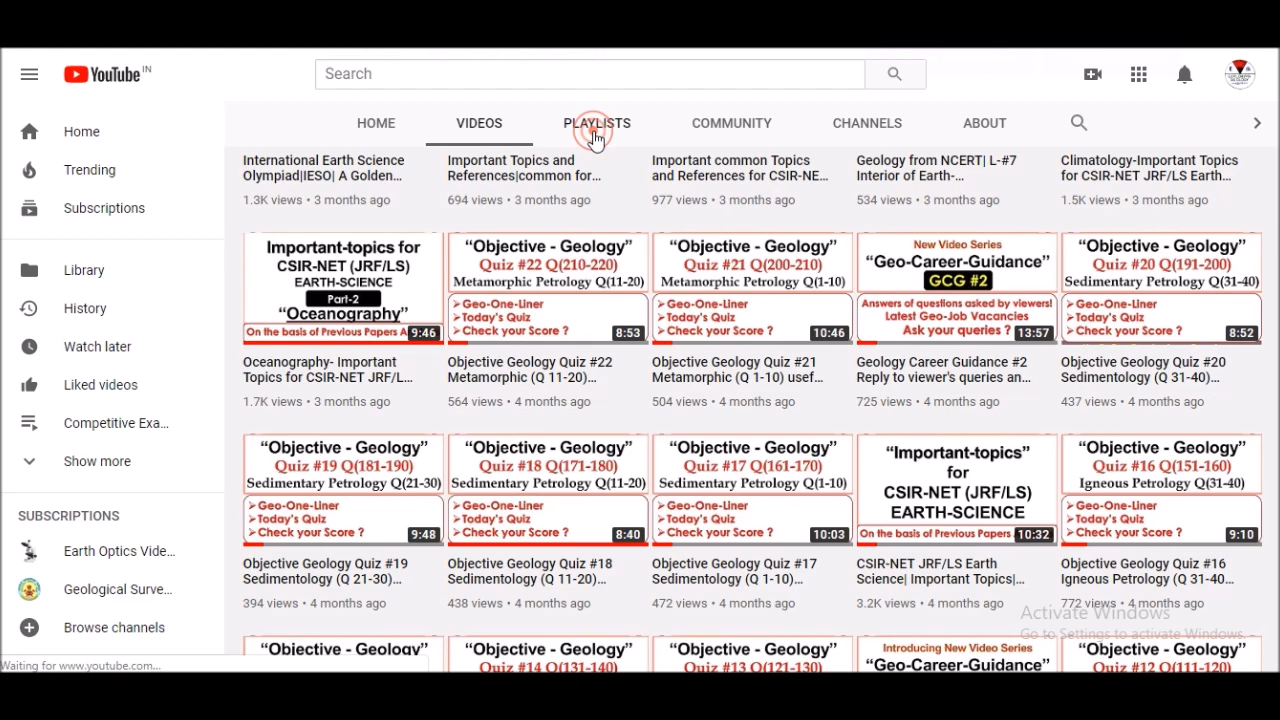 YouTube IN
Search
HOME VIDEOS PLAYLISTS COMMUNITY CHANNELS ABOUT
Home
Trending
Subscriptions
Library
History
Watch later
Liked videos
Competitive Exa...
Show more
SUBSCRIPTIONS
Earth Optics Vide...
Geological Surve...
Browse channels
Waiting for www.youtube.com...
International Earth Science
Olympiad|IESO| A Golden...
1.3K views • 3 months ago
Important Topics and
References|common for...
694 views • 3 months ago
Important common Topics
and References for CSIR-NE...
977 views • 3 months ago
Geology from NCERT| L-#7
Interior of Earth-...
534 views • 3 months ago
Climatology-Important Topics
for CSIR-NET JRF/LS Earth...
1.5K views • 3 months ago
Important-topics for
CSIR-NET (JRF/LS)
EARTH-SCIENCE
Part-2
“Oceanography”
On the basis of Previous Papers A
9:46
Oceanography- Important
Topics for CSIR-NET JRF/L...
1.7K views • 3 months ago
“Objective - Geology”
Quiz #22 Q(210-220)
Metamorphic Petrology Q(11-20)
➢Geo-One-Liner
➢Today's Quiz
➢Check your Score ?
8:53
Objective Geology Quiz #22
Metamorphic (Q 11-20)...
564 views • 4 months ago
“Objective - Geology”
Quiz #21 Q(200-210)
Metamorphic Petrology Q(1-10)
➢Geo-One-Liner
➢Today's Quiz
➢Check your Score ?
10:46
Objective Geology Quiz #21
Metamorphic (Q 1-10) usef...
504 views • 4 months ago
New Video Series
“Geo-Career-Guidance”
GCG #2
Answers of questions asked by viewers!
Latest Geo-Job Vacancies
Ask your queries ?
13:57
Geology Career Guidance #2
Reply to viewer's queries an...
725 views • 4 months ago
“Objective - Geology”
Quiz #20 Q(191-200)
Sedimentary Petrology Q(31-40)
➢Geo-One-Liner
➢Today's Quiz
➢Check your Score ?
8:52
Objective Geology Quiz #20
Sedimentology (Q 31-40)...
437 views • 4 months ago
“Objective - Geology”
Quiz #19 Q(181-190)
Sedimentary Petrology Q(21-30)
➢Geo-One-Liner
➢Today's Quiz
➢Check your Score ?
9:48
Objective Geology Quiz #19
Sedimentology (Q 21-30)...
394 views • 4 months ago
“Objective - Geology”
Quiz #18 Q(171-180)
Sedimentary Petrology Q(11-20)
➢Geo-One-Liner
➢Today's Quiz
➢Check your Score ?
8:40
Objective Geology Quiz #18
Sedimentology (Q 11-20)...
438 views • 4 months ago
“Objective - Geology”
Quiz #17 Q(161-170)
Sedimentary Petrology Q(1-10)
➢Geo-One-Liner
➢Today's Quiz
➢Check your Score ?
10:03
Objective Geology Quiz #17
Sedimentology (Q 1-10)...
472 views • 4 months ago
“Important-topics”
for
CSIR-NET (JRF/LS)
EARTH-SCIENCE
On the basis of Previous Papers
10:32
CSIR-NET JRF/LS Earth
Science| Important Topics|...
3.2K views • 4 months ago
“Objective - Geology”
Quiz #16 Q(151-160)
Igneous Petrology Q(31-40)
➢Geo-One-Liner
➢Today's Quiz
➢Check your Score ?
9:10
Objective Geology Quiz #16
Igneous Petrology (Q 31-40...
772 views • 4 months ago
Activate Windows
Go to Settings to activate Windows.
“Objective - Geology”
“Objective - Geology”
Quiz #14 Q(131-140)
“Objective - Geology”
Quiz #13 Q(121-130)
Introducing New Video Series
“Geo-Career-Guidance”
“Objective - Geology”
Quiz #12 Q(111-120)